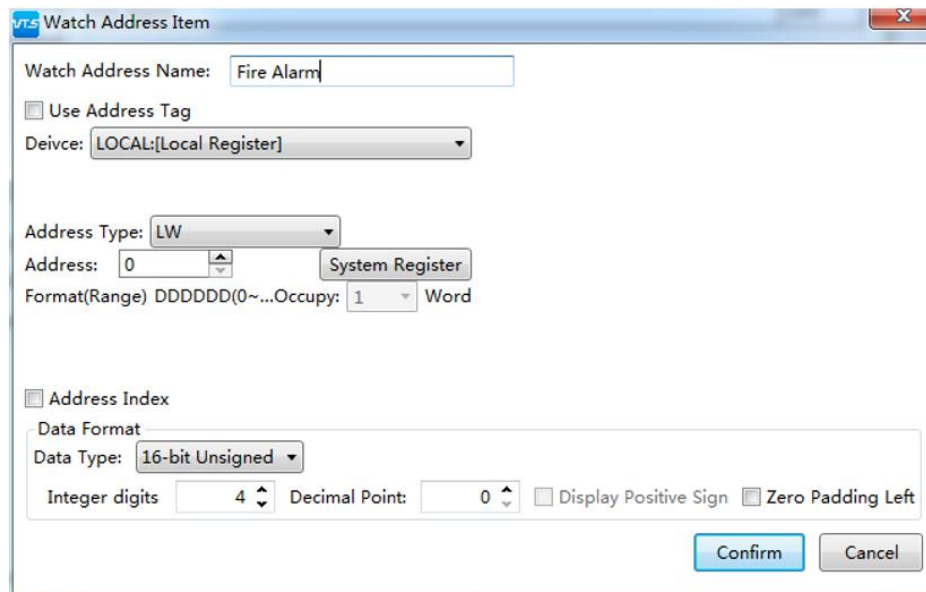 VTS Watch Address Item
Watch Address Name: Fire Alarm
Use Address Tag
Deivce: LOCAL:[Local Register]
Address Type: LW
Address: 0 System Register
Format(Range) DDDDDD(0~...Occupy: 1 Word
Address Index
Data Format
Data Type: 16-bit Unsigned
Integer digits 4 Decimal Point: 0 Display Positive Sign Zero Padding Left
Confirm Cancel